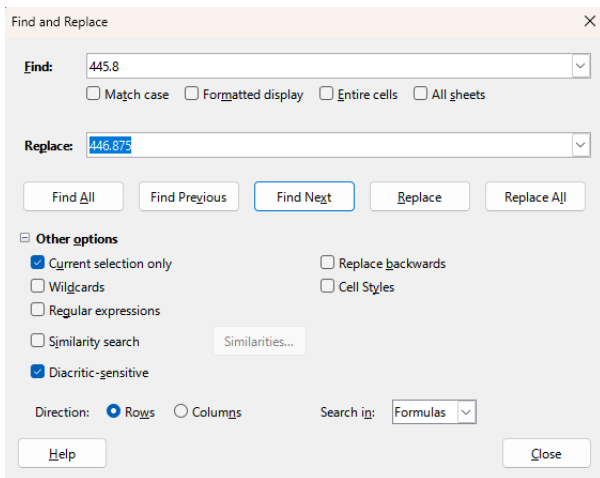 Find and Replace
Find: 445.8
Match case Formatted display Entire cells All sheets
Replace: 446.875
Find All Find Previous Find Next Replace Replace All
Other options
Current selection only Replace backwards
Wildcards Cell Styles
Regular expressions
Similarity search Similarities...
Diacritic-sensitive
Direction: Rows Columns Search in: Formulas
Help Close